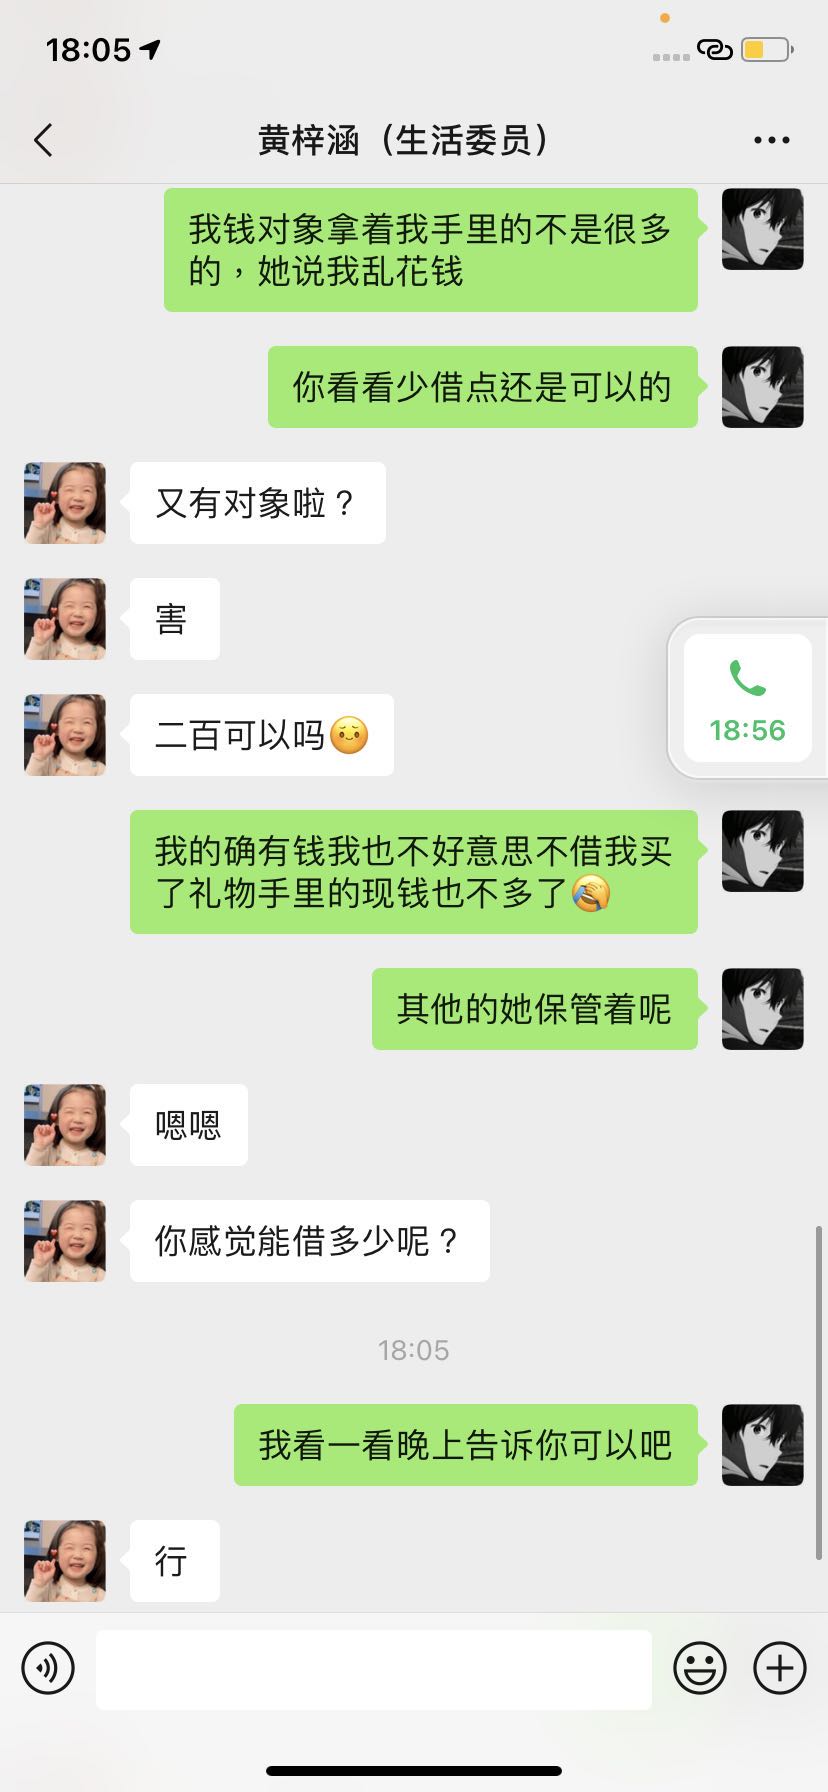 18:05
黄梓涵（生活委员）
我钱对象拿着我手里的不是很多
的，她说我乱花钱
你看看少借点还是可以的
又有对象啦？
害
二百可以吗
18:56
我的确有钱我也不好意思不借我买
了礼物手里的现钱也不多了
其他的她保管着呢
嗯嗯
你感觉能借多少呢？
18:05
我看一看晚上告诉你可以吧
行